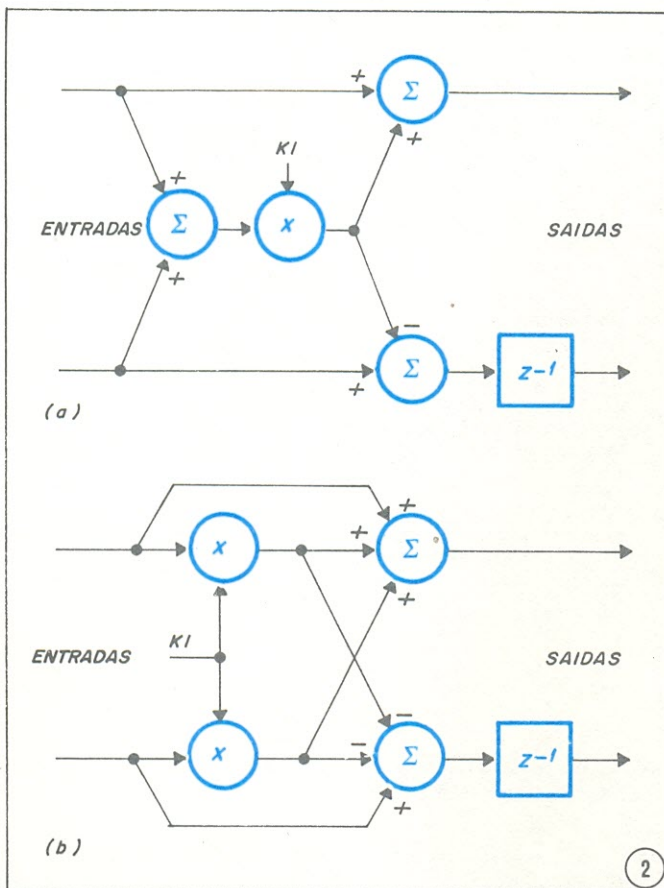 +
Σ
+
KI
+
ENTRADAS
Σ
X
SAIDAS
+
−
+
Σ
Z−1
(a)
+
X
+
Σ
+
ENTRADAS
KI
SAIDAS
−
X
−
Σ
Z−1
+
(b)
2